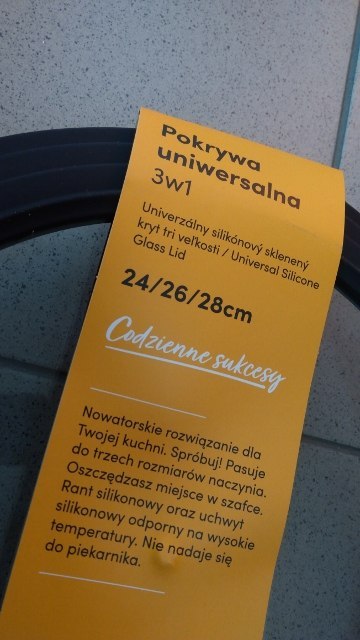 Pokrywa
uniwersalna
3w1
Univerzálny silikónový sklenený
kryt tri veľkosti / Universal Silicone
Glass Lid
24/26/28cm
Codzienne sukcesy
Nowatorskie rozwiązanie dla
Twojej kuchni. Spróbuj! Pasuje
do trzech rozmiarów naczynia.
Oszczędzasz miejsce w szafce.
Rant silikonowy oraz uchwyt
silikonowy odporny na wysokie
temperatury. Nie nadaje się
do piekarnika.